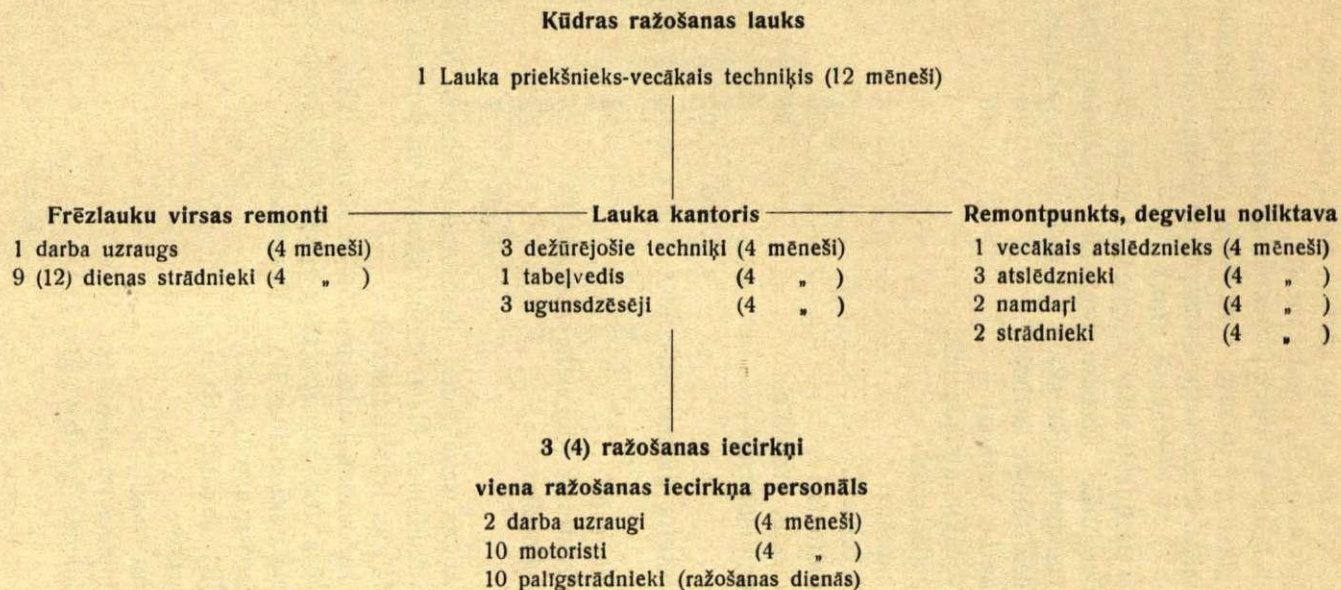 Kūdras ražošanas lauks
1 Lauka priekšnieks-vecākais techniķis (12 mēneši)
Frēzlauku virsas remonti
1 darba uzraugs (4 mēneši)
9 (12) dienas strādnieki (4 „ )
Lauka kantoris
3 dežūrējošie techniķi (4 mēneši)
1 tabeļvedis (4 „ )
3 ugunsdzēsēji (4 „ )
Remontpunkts, degvielu noliktava
1 vecākais atslēdznieks (4 mēneši)
3 atslēdznieki (4 „ )
2 namdaŗi (4 „ )
2 strādnieki (4 „ )
3 (4) ražošanas iecirkņi
viena ražošanas iecirkņa personāls
2 darba uzraugi (4 mēneši)
10 motoristi (4 „ )
10 palīgstrādnieki (ražošanas dienās)